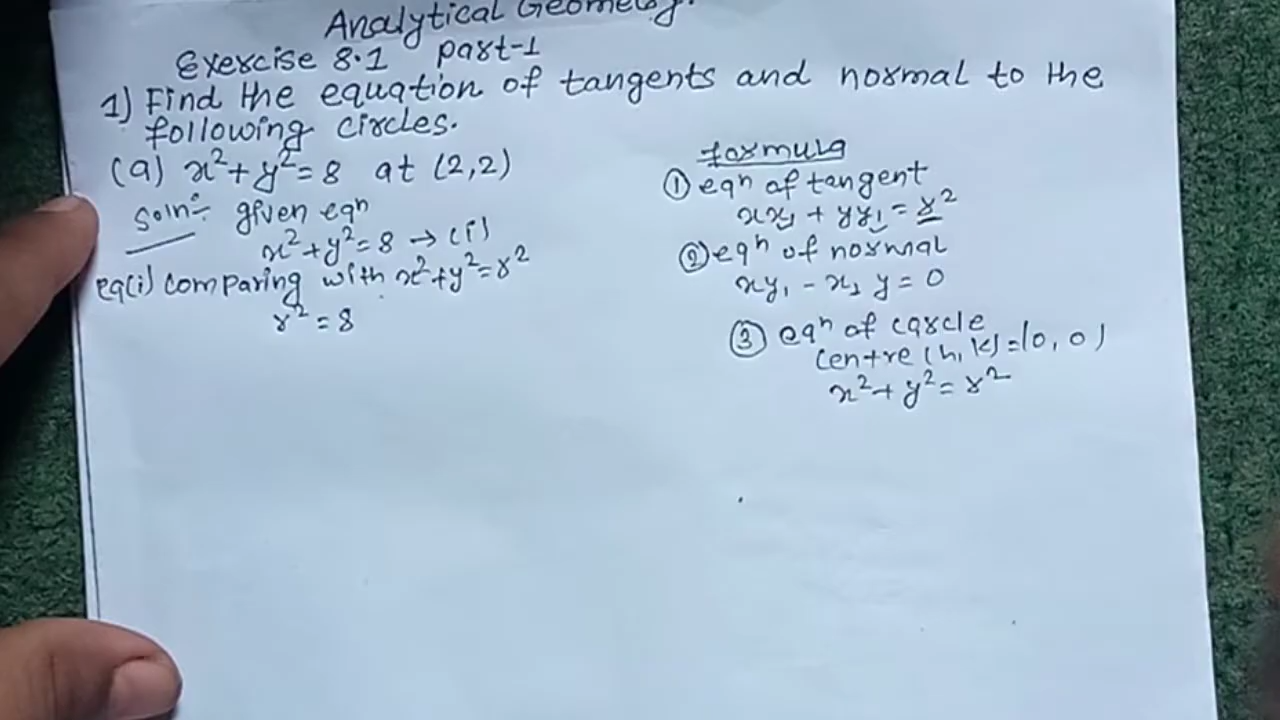 Analytical Geometry.
Exercise 8.1 part-1
1) Find the equation of tangents and normal to the
following circles.
(a) x²+y²=8 at (2,2)
Soln:- given eqn
x²+y²=8 → (i)
eq(i) comparing with x²+y²=r²
r²=8
formula
① eqⁿ of tangent
xx₁ + yy₁ = r²
② eqⁿ of normal
xy₁ - x₁ y = 0
③ eqⁿ of carcle
centre (h, k) = (0, 0)
x²+y²=r²